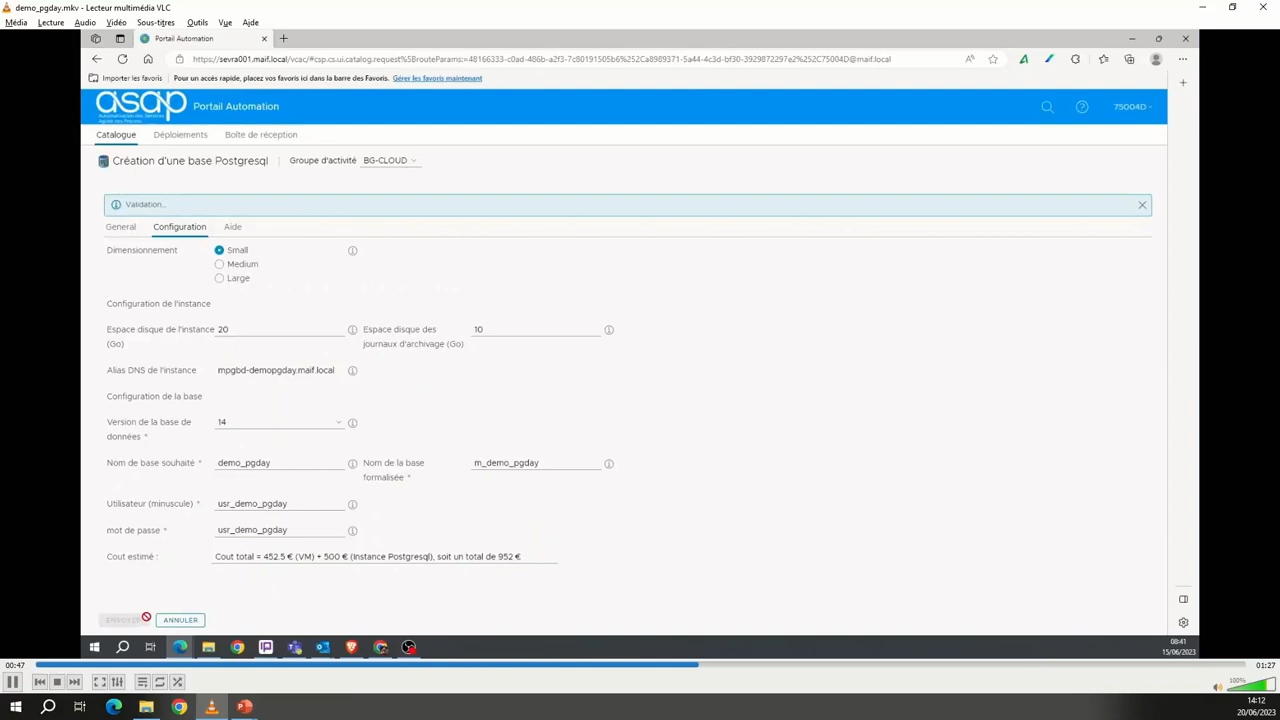 demo_pgday.mkv - Lecteur multimédia VLC
Média Lecture Audio Vidéo Sous-titres Outils Vue Aide
Portail Automation
https://sevra001.maif.local/vcac/#csp.cs.ui.catalog.request%5BrouteParams:=48166333-c0ad-486b-a2f3-7c80191505b6%252Ca8989371-5a44-4c3d-bf30-3929872297e2%252C75004D@maif.local
Importer les favoris Pour un accès rapide, placez vos favoris ici dans la barre des Favoris. Gérer les favoris maintenant
asap Portail Automation 75004D
Catalogue Déploiements Boîte de réception
Création d'une base Postgresql Groupe d'activité BG-CLOUD
Validation...
General Configuration Aide
Dimensionnement Small
Medium
Large
Configuration de l'instance
Espace disque de l'instance (Go) 20 Espace disque des journaux d'archivage (Go) 10
Alias DNS de l'instance mpgbd-demopgday.maif.local
Configuration de la base
Version de la base de données * 14
Nom de base souhaité * demo_pgday Nom de la base formalisée * m_demo_pgday
Utilisateur (minuscule) * usr_demo_pgday
mot de passe * usr_demo_pgday
Cout estimé : Cout total = 452.5 € (VM) + 500 € (Instance Postgresql), soit un total de 952 €
ENVOYER ANNULER
08:41
15/06/2023
00:47 01:27
100%
14:12
20/06/2023